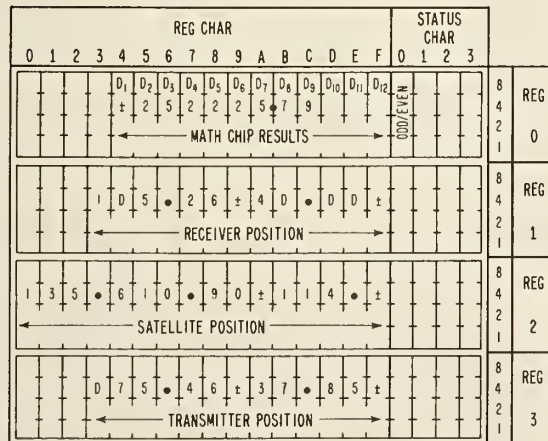 REG CHAR STATUS CHAR
0 1 2 3 4 5 6 7 8 9 A B C D E F 0 1 2 3
D1 D2 D3 D4 D5 D6 D7 D8 D9 D10 D11 D12
± 2 5 2 2 2 5 • 7 9
MATH CHIP RESULTS
ODD/EVEN
8 4 2 1
REG 0
1 D 5 • 2 6 ± 4 D • D D ±
RECEIVER POSITION
8 4 2 1
REG 1
1 3 5 • 6 1 0 • 9 0 ± 1 1 4 • ±
SATELLITE POSITION
8 4 2 1
REG 2
D 7 5 • 4 6 ± 3 7 • 8 5 ±
TRANSMITTER POSITION
8 4 2 1
REG 3